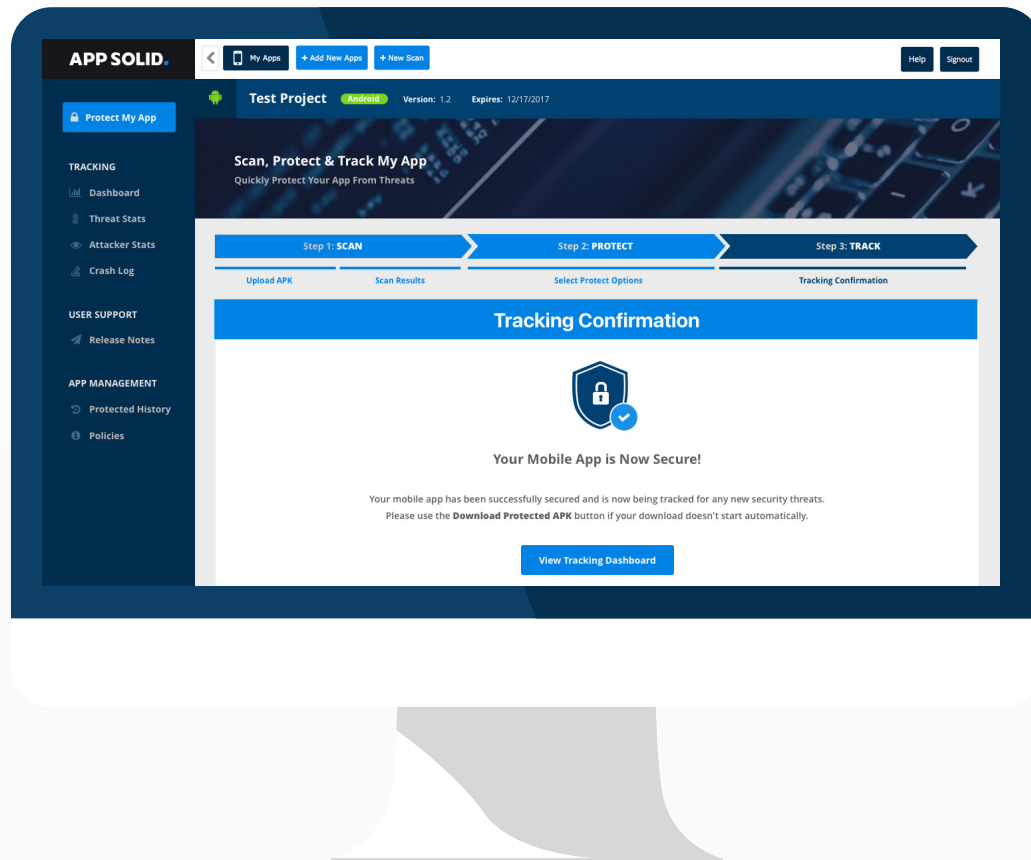 APP SOLID.
My Apps
+ Add New Apps
+ New Scan
Help
Signout
Protect My App
TRACKING
Dashboard
Threat Stats
Attacker Stats
Crash Log
USER SUPPORT
Release Notes
APP MANAGEMENT
Protected History
Policies
Test Project Android Version: 1.2 Expires: 12/17/2017
Scan, Protect & Track My App
Quickly Protect Your App From Threats
Step 1: SCAN
Step 2: PROTECT
Step 3: TRACK
Upload APK
Scan Results
Select Protect Options
Tracking Confirmation
Tracking Confirmation
Your Mobile App is Now Secure!
Your mobile app has been successfully secured and is now being tracked for any new security threats.
Please use the Download Protected APK button if your download doesn't start automatically.
View Tracking Dashboard